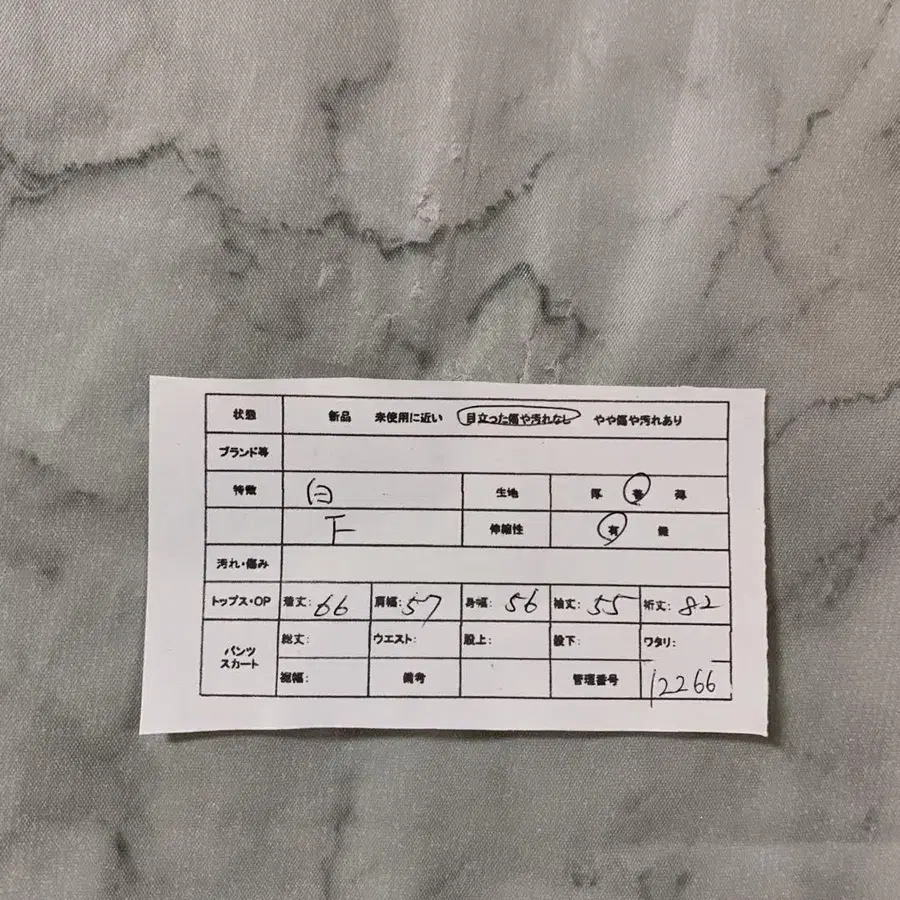 状態 新品 未使用に近い 目立った傷や汚れなし やや傷や汚れあり
ブランド等
特徴 白 生地 厚 普 薄
F 伸縮性 有 無
汚れ・傷み
トップス・OP 着丈: 66 肩幅: 57 身幅: 56 袖丈: 55 裄丈: 82
パンツ スカート 総丈: ウエスト: 股上: 股下: ワタリ:
裾幅: 備考 管理番号 12266